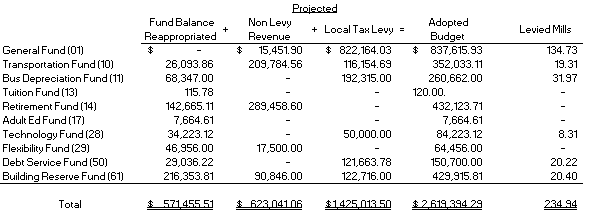 Projected
Fund Balance Reappropriated + Non Levy Revenue + Local Tax Levy = Adopted Budget Levied Mills
General Fund (01) $ - $ 15,451.90 $ 822,164.03 $ 837,615.93 134.73
Transportation Fund (10) 26,093.86 209,784.56 116,154.69 352,033.11 19.31
Bus Depreciation Fund (11) 68,347.00 - 192,315.00 260,662.00 31.97
Tuition Fund (13) 115.78 - - 120.00. -
Retirement Fund (14) 142,665.11 289,458.60 - 432,123.71 -
Adult Ed Fund (17) 7,664.61 - - 7,664.61 -
Technology Fund (28) 34,223.12 - 50,000.00 84,223.12 8.31
Flexibility Fund (29) 46,956.00 17,500.00 - 64,456.00 -
Debt Service Fund (50) 29,036.22 - 121,663.78 150,700.00 20.22
Building Reserve Fund (61) 216,353.81 90,846.00 122,716.00 429,915.81 20.40
Total $ 571,455.51 $ 623,041.06 $1,425,013.50 $ 2,619,394.29 234.94